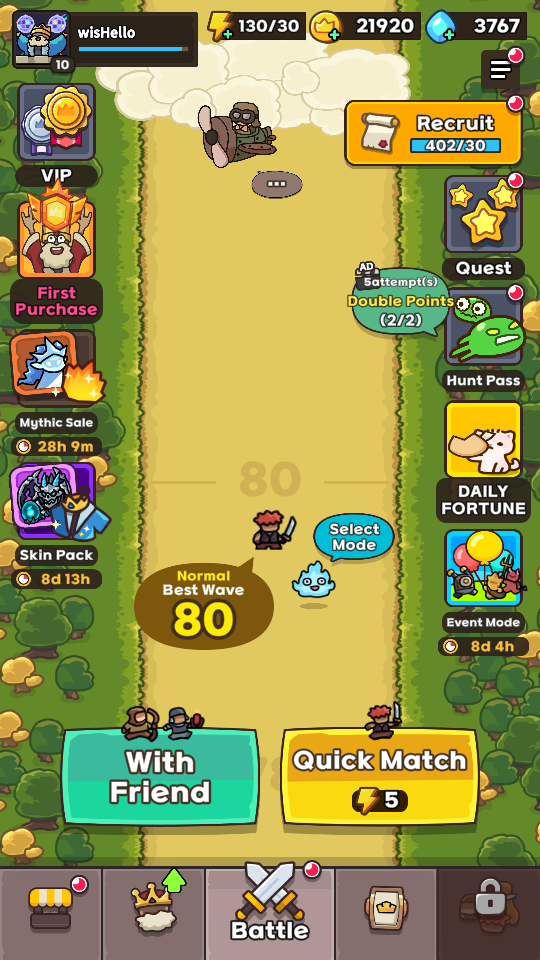 wisHello
10
130/30
21920
3767
Recruit
402/30
VIP
...
First
Purchase
Quest
AD
5attempt(s)
Double Points
(2/2)
Hunt Pass
Mythic Sale
28h 9m
DAILY
FORTUNE
80
Select
Mode
Skin Pack
8d 13h
Normal
Best Wave
80
Event Mode
8d 4h
With
Friend
Quick Match
5
Battle